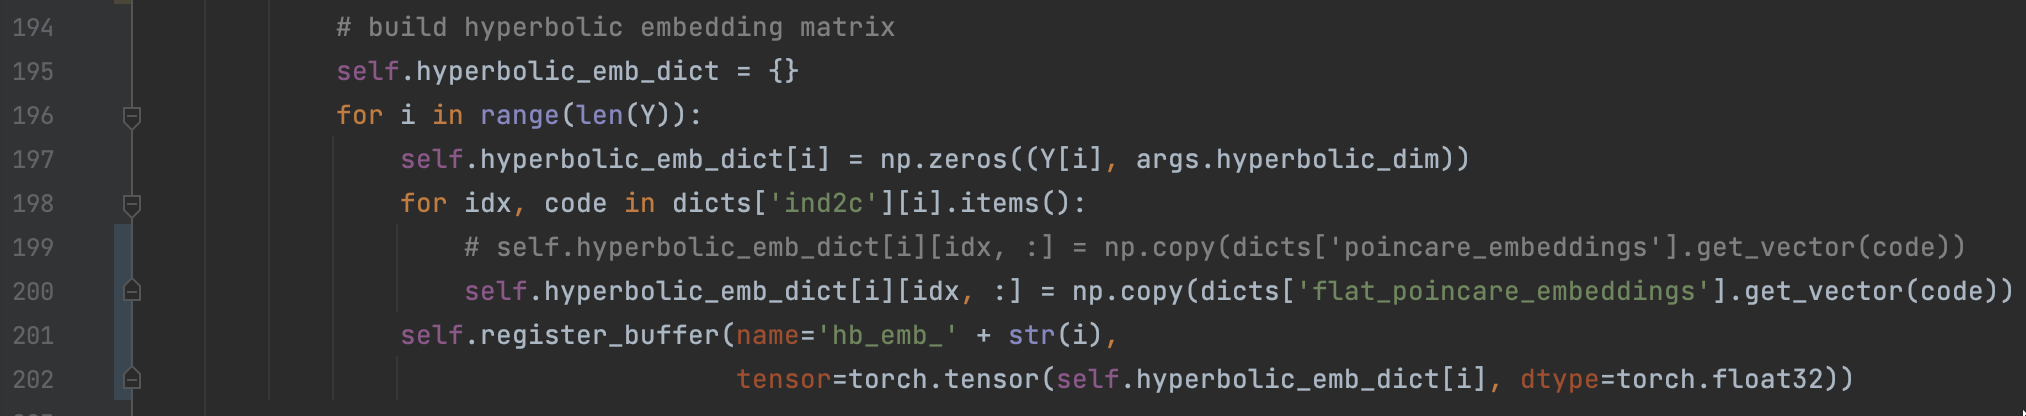 194 # build hyperbolic embedding matrix
195 self.hyperbolic_emb_dict = {}
196 for i in range(len(Y)):
197 self.hyperbolic_emb_dict[i] = np.zeros((Y[i], args.hyperbolic_dim))
198 for idx, code in dicts['ind2c'][i].items():
199 # self.hyperbolic_emb_dict[i][idx, :] = np.copy(dicts['poincare_embeddings'].get_vector(code))
200 self.hyperbolic_emb_dict[i][idx, :] = np.copy(dicts['flat_poincare_embeddings'].get_vector(code))
201 self.register_buffer(name='hb_emb_' + str(i),
202 tensor=torch.tensor(self.hyperbolic_emb_dict[i], dtype=torch.float32))